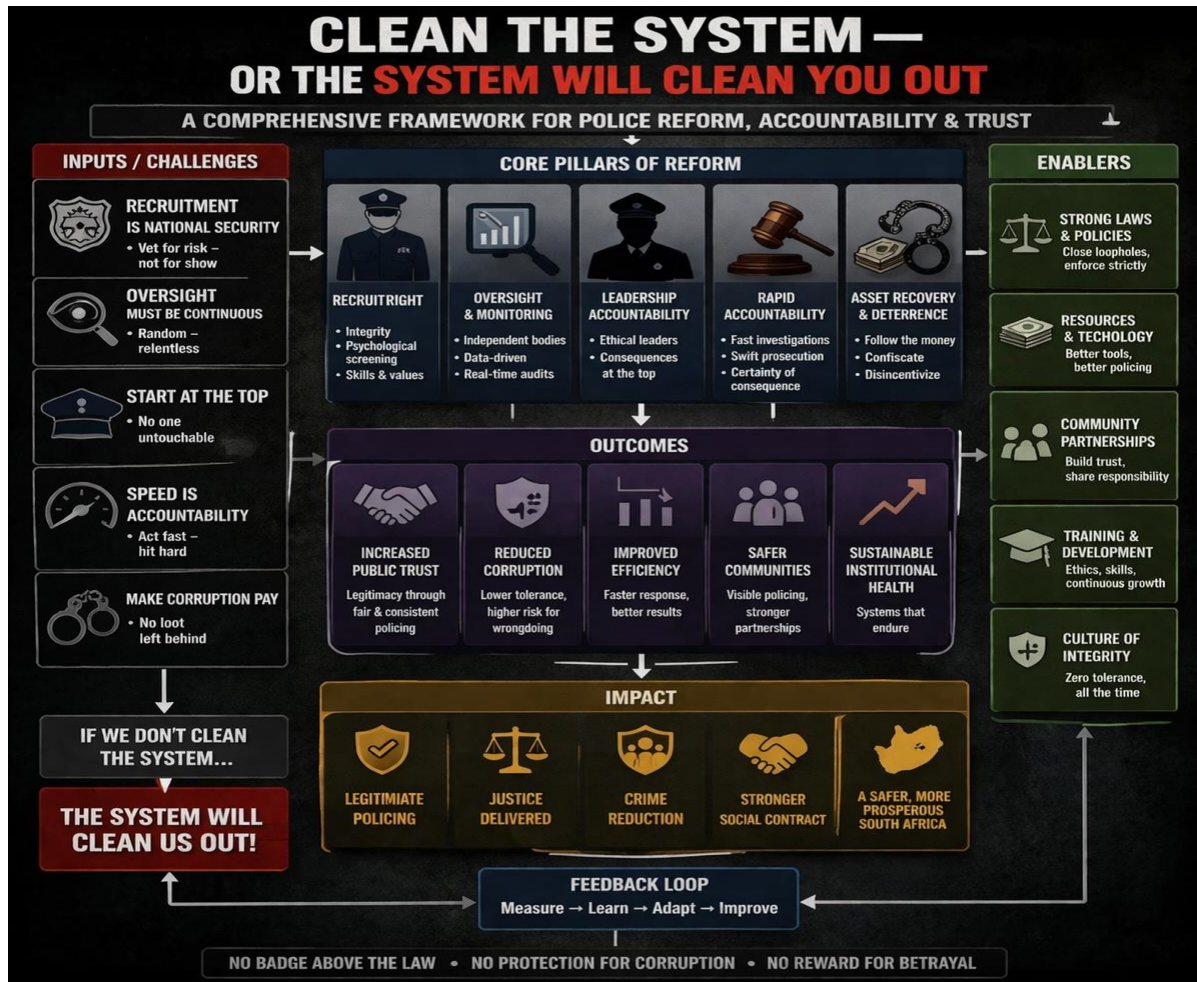 CLEAN THE SYSTEM —
OR THE SYSTEM WILL CLEAN YOU OUT
A COMPREHENSIVE FRAMEWORK FOR POLICE REFORM, ACCOUNTABILITY & TRUST
INPUTS / CHALLENGES
RECRUITMENT
IS NATIONAL SECURITY
• Vet for risk –
not for show
OVERSIGHT
MUST BE CONTINUOUS
• Random –
relentless
START AT THE TOP
• No one
untouchable
SPEED IS
ACCOUNTABILITY
• Act fast –
hit hard
MAKE CORRUPTION PAY
• No loot
left behind
IF WE DON'T CLEAN
THE SYSTEM...
THE SYSTEM WILL
CLEAN US OUT!
CORE PILLARS OF REFORM
RECRUITRIGHT
• Integrity
• Psychological
screening
• Skills & values
OVERSIGHT
& MONITORING
• Independent bodies
• Data-driven
• Real-time audits
LEADERSHIP
ACCOUNTABILITY
• Ethical leaders
• Consequences
at the top
RAPID
ACCOUNTABILITY
• Fast investigations
• Swift prosecution
• Certainty of
consequence
ASSET RECOVERY
& DETERRENCE
• Follow the money
• Confiscate
• Disincentivize
OUTCOMES
INCREASED
PUBLIC TRUST
Legitimacy through
fair & consistent
policing
REDUCED
CORRUPTION
Lower tolerance,
higher risk for
wrongdoing
IMPROVED
EFFICIENCY
Faster response,
better results
SAFER
COMMUNITIES
Visible policing,
stronger
partnerships
SUSTAINABLE
INSTITUTIONAL
HEALTH
Systems that
endure
IMPACT
LEGITIMIATE
POLICING
JUSTICE
DELIVERED
CRIME
REDUCTION
STRONGER
SOCIAL CONTRACT
A SAFER, MORE
PROSPEROUS
SOUTH AFRICA
ENABLERS
STRONG LAWS
& POLICIES
Close loopholes,
enforce strictly
RESOURCES
& TECHOLOGY
Better tools,
better policing
COMMUNITY
PARTNERSHIPS
Build trust,
share responsibility
TRAINING &
DEVELOPMENT
Ethics, skills,
continuous growth
CULTURE OF
INTEGRITY
Zero tolerance,
all the time
FEEDBACK LOOP
Measure → Learn → Adapt → Improve
NO BADGE ABOVE THE LAW • NO PROTECTION FOR CORRUPTION • NO REWARD FOR BETRAYAL